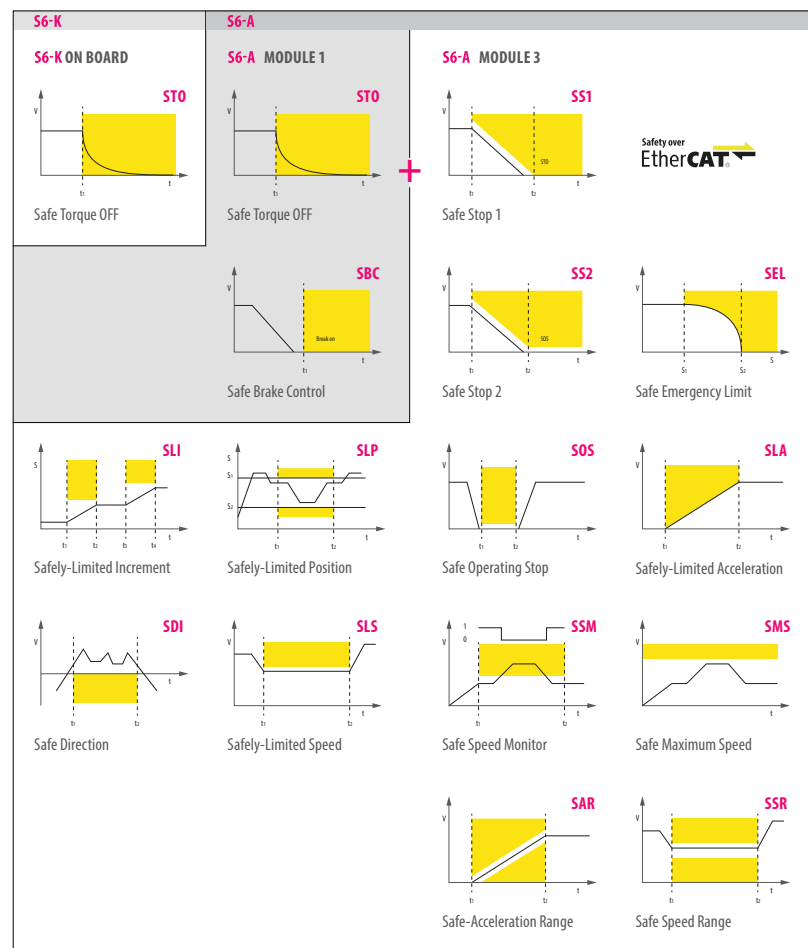 S6-K S6-A
S6-K ON BOARD S6-A MODULE 1 S6-A MODULE 3
STO STO SS1
V V V
Safety over
EtherCAT®
STO
t t t
t1 t1 t1 t2
+
Safe Torque OFF Safe Torque OFF Safe Stop 1
SBC SS2 SEL
V V V
Break on SOS
t t S
t1 t1 t2 S1 S2
Safe Brake Control Safe Stop 2 Safe Emergency Limit
SLI SLP SOS SLA
S S V V
S1
S2
t1 t2 t3 t4 t t1 t2 t t1 t2 t t1 t2 t
Safely-Limited Increment Safely-Limited Position Safe Operating Stop Safely-Limited Acceleration
SDI SLS SSM SMS
1
0
V V V V
t1 t2 t t1 t2 t t1 t2 t t
Safe Direction Safely-Limited Speed Safe Speed Monitor Safe Maximum Speed
SAR SSR
V V
t t
t1 t2 t1 t2
Safe-Acceleration Range Safe Speed Range